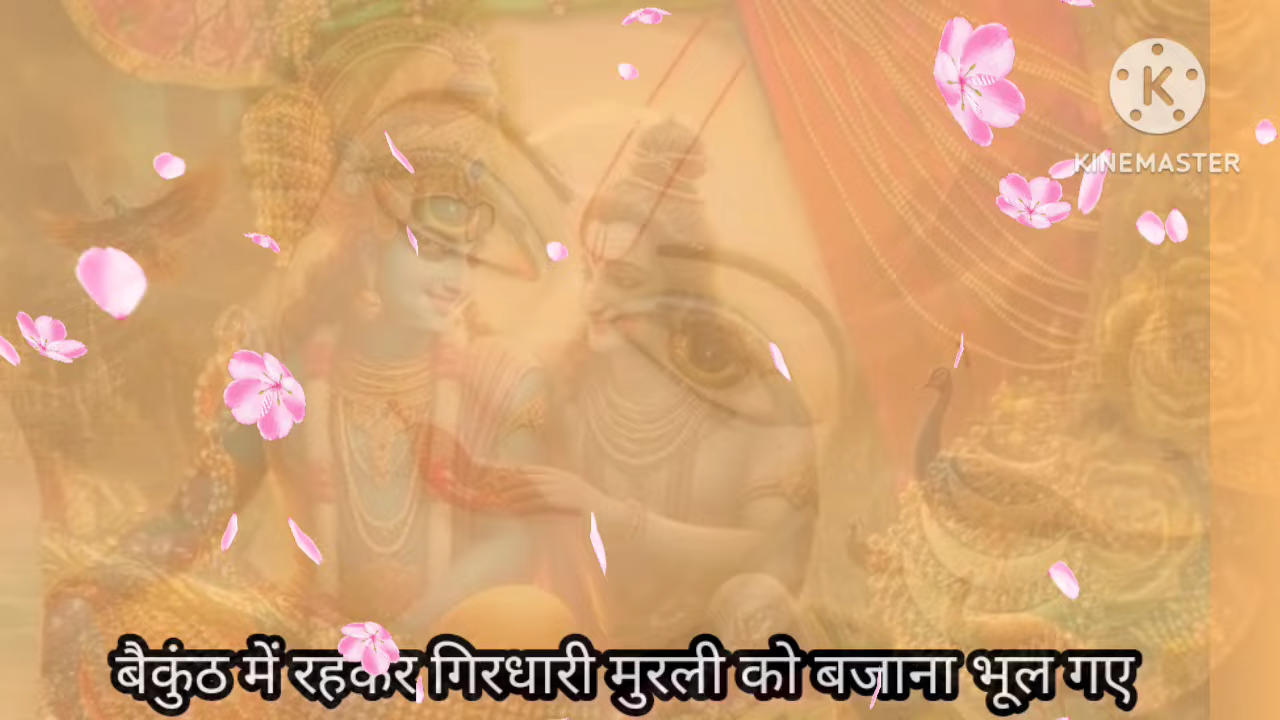 K
KINEMASTER
बैकुंठ में रहकर गिरधारी मुरली को बजाना भूल गए